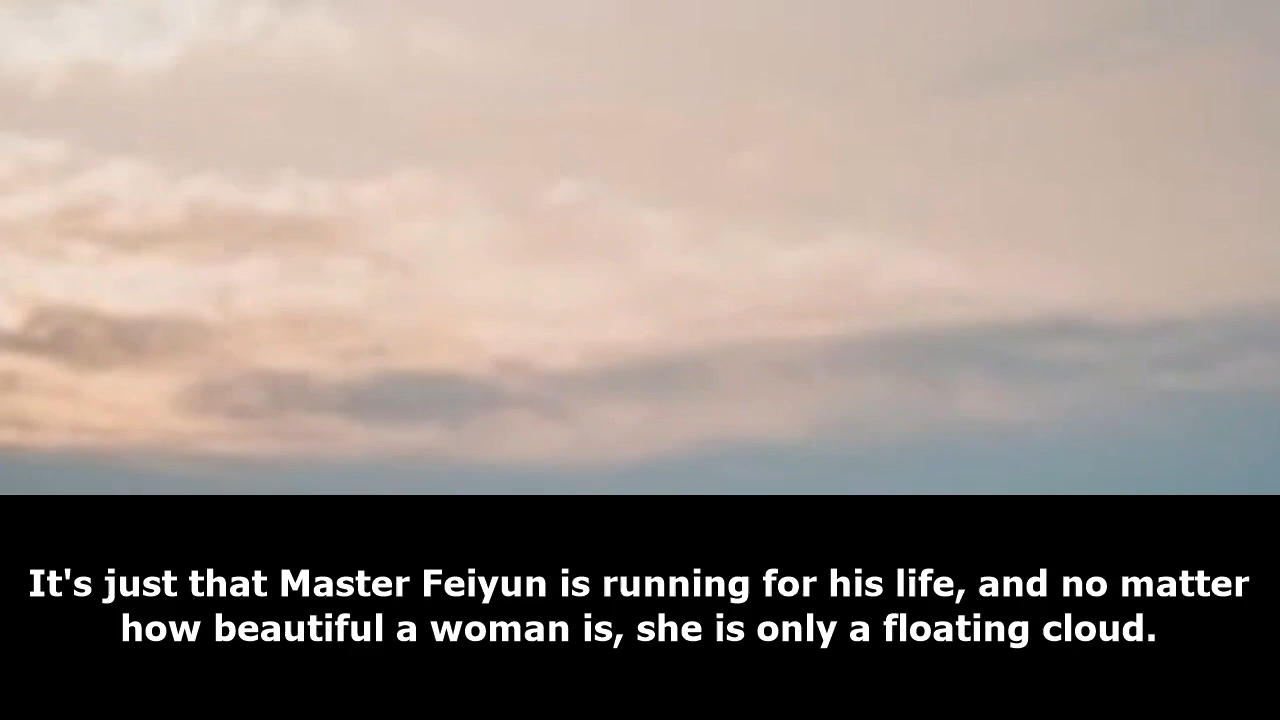 It's just that Master Feiyun is running for his life, and no matter
how beautiful a woman is, she is only a floating cloud.